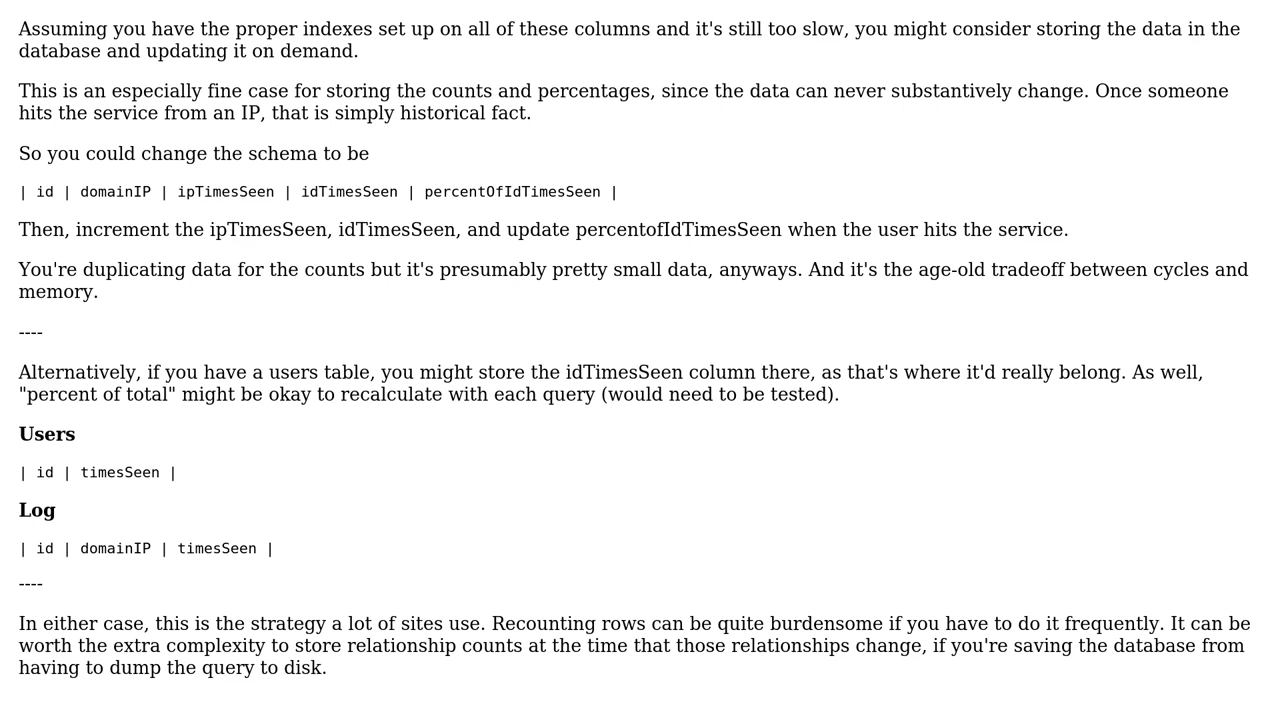 Assuming you have the proper indexes set up on all of these columns and it's still too slow, you might consider storing the data in the
database and updating it on demand.
This is an especially fine case for storing the counts and percentages, since the data can never substantively change. Once someone
hits the service from an IP, that is simply historical fact.
So you could change the schema to be
| id | domainIP | ipTimesSeen | idTimesSeen | percentOfIdTimesSeen |
Then, increment the ipTimesSeen, idTimesSeen, and update percentofIdTimesSeen when the user hits the service.
You're duplicating data for the counts but it's presumably pretty small data, anyways. And it's the age-old tradeoff between cycles and
memory.
----
Alternatively, if you have a users table, you might store the idTimesSeen column there, as that's where it'd really belong. As well,
"percent of total" might be okay to recalculate with each query (would need to be tested).
Users
| id | timesSeen |
Log
| id | domainIP | timesSeen |
----
In either case, this is the strategy a lot of sites use. Recounting rows can be quite burdensome if you have to do it frequently. It can be
worth the extra complexity to store relationship counts at the time that those relationships change, if you're saving the database from
having to dump the query to disk.